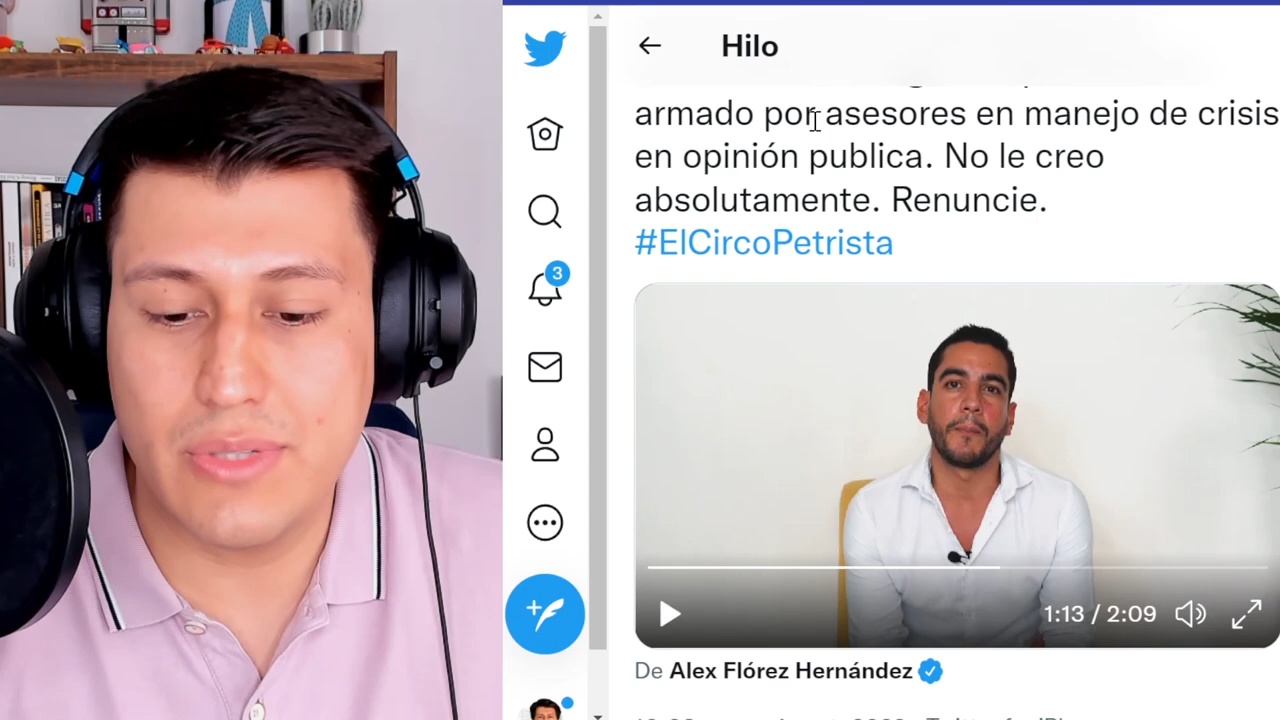 Hilo
armado por asesores en manejo de crisis
en opinión publica. No le creo
absolutamente. Renuncie.
#ElCircoPetrista
3
1:13 / 2:09
De Alex Flórez Hernández